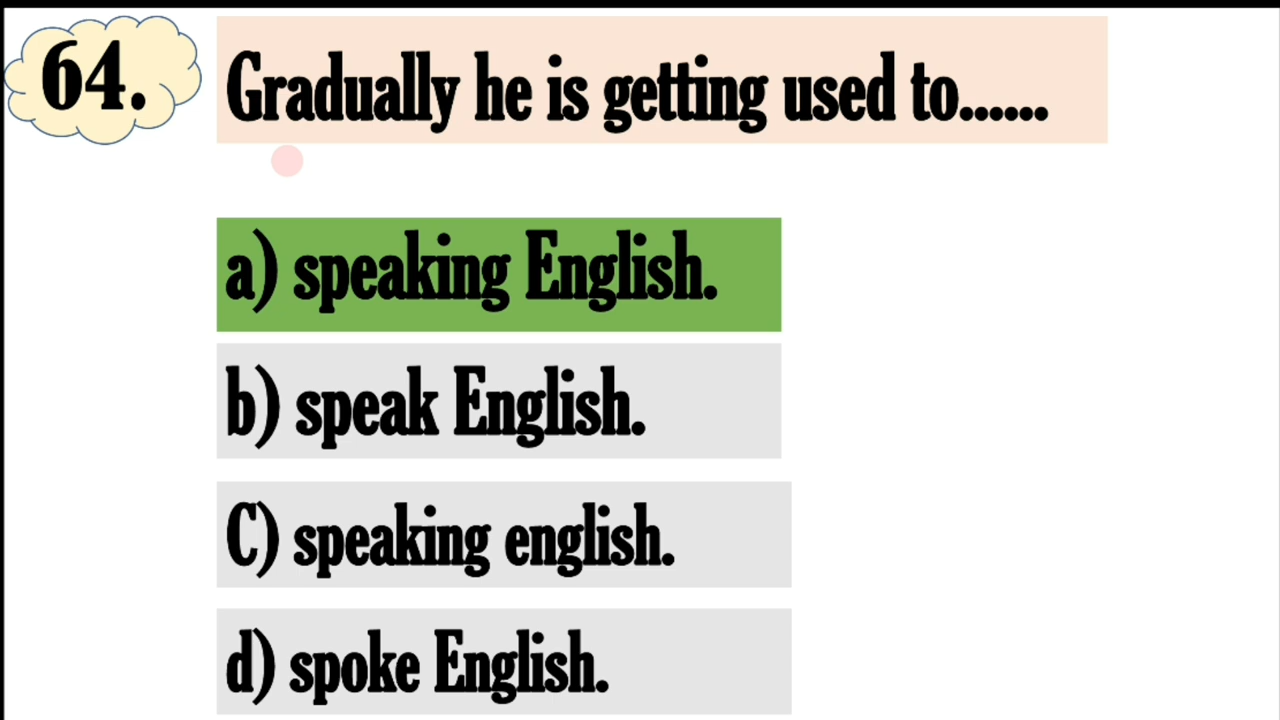 64.
Gradually he is getting used to......
a) speaking English.
b) speak English.
C) speaking english.
d) spoke English.